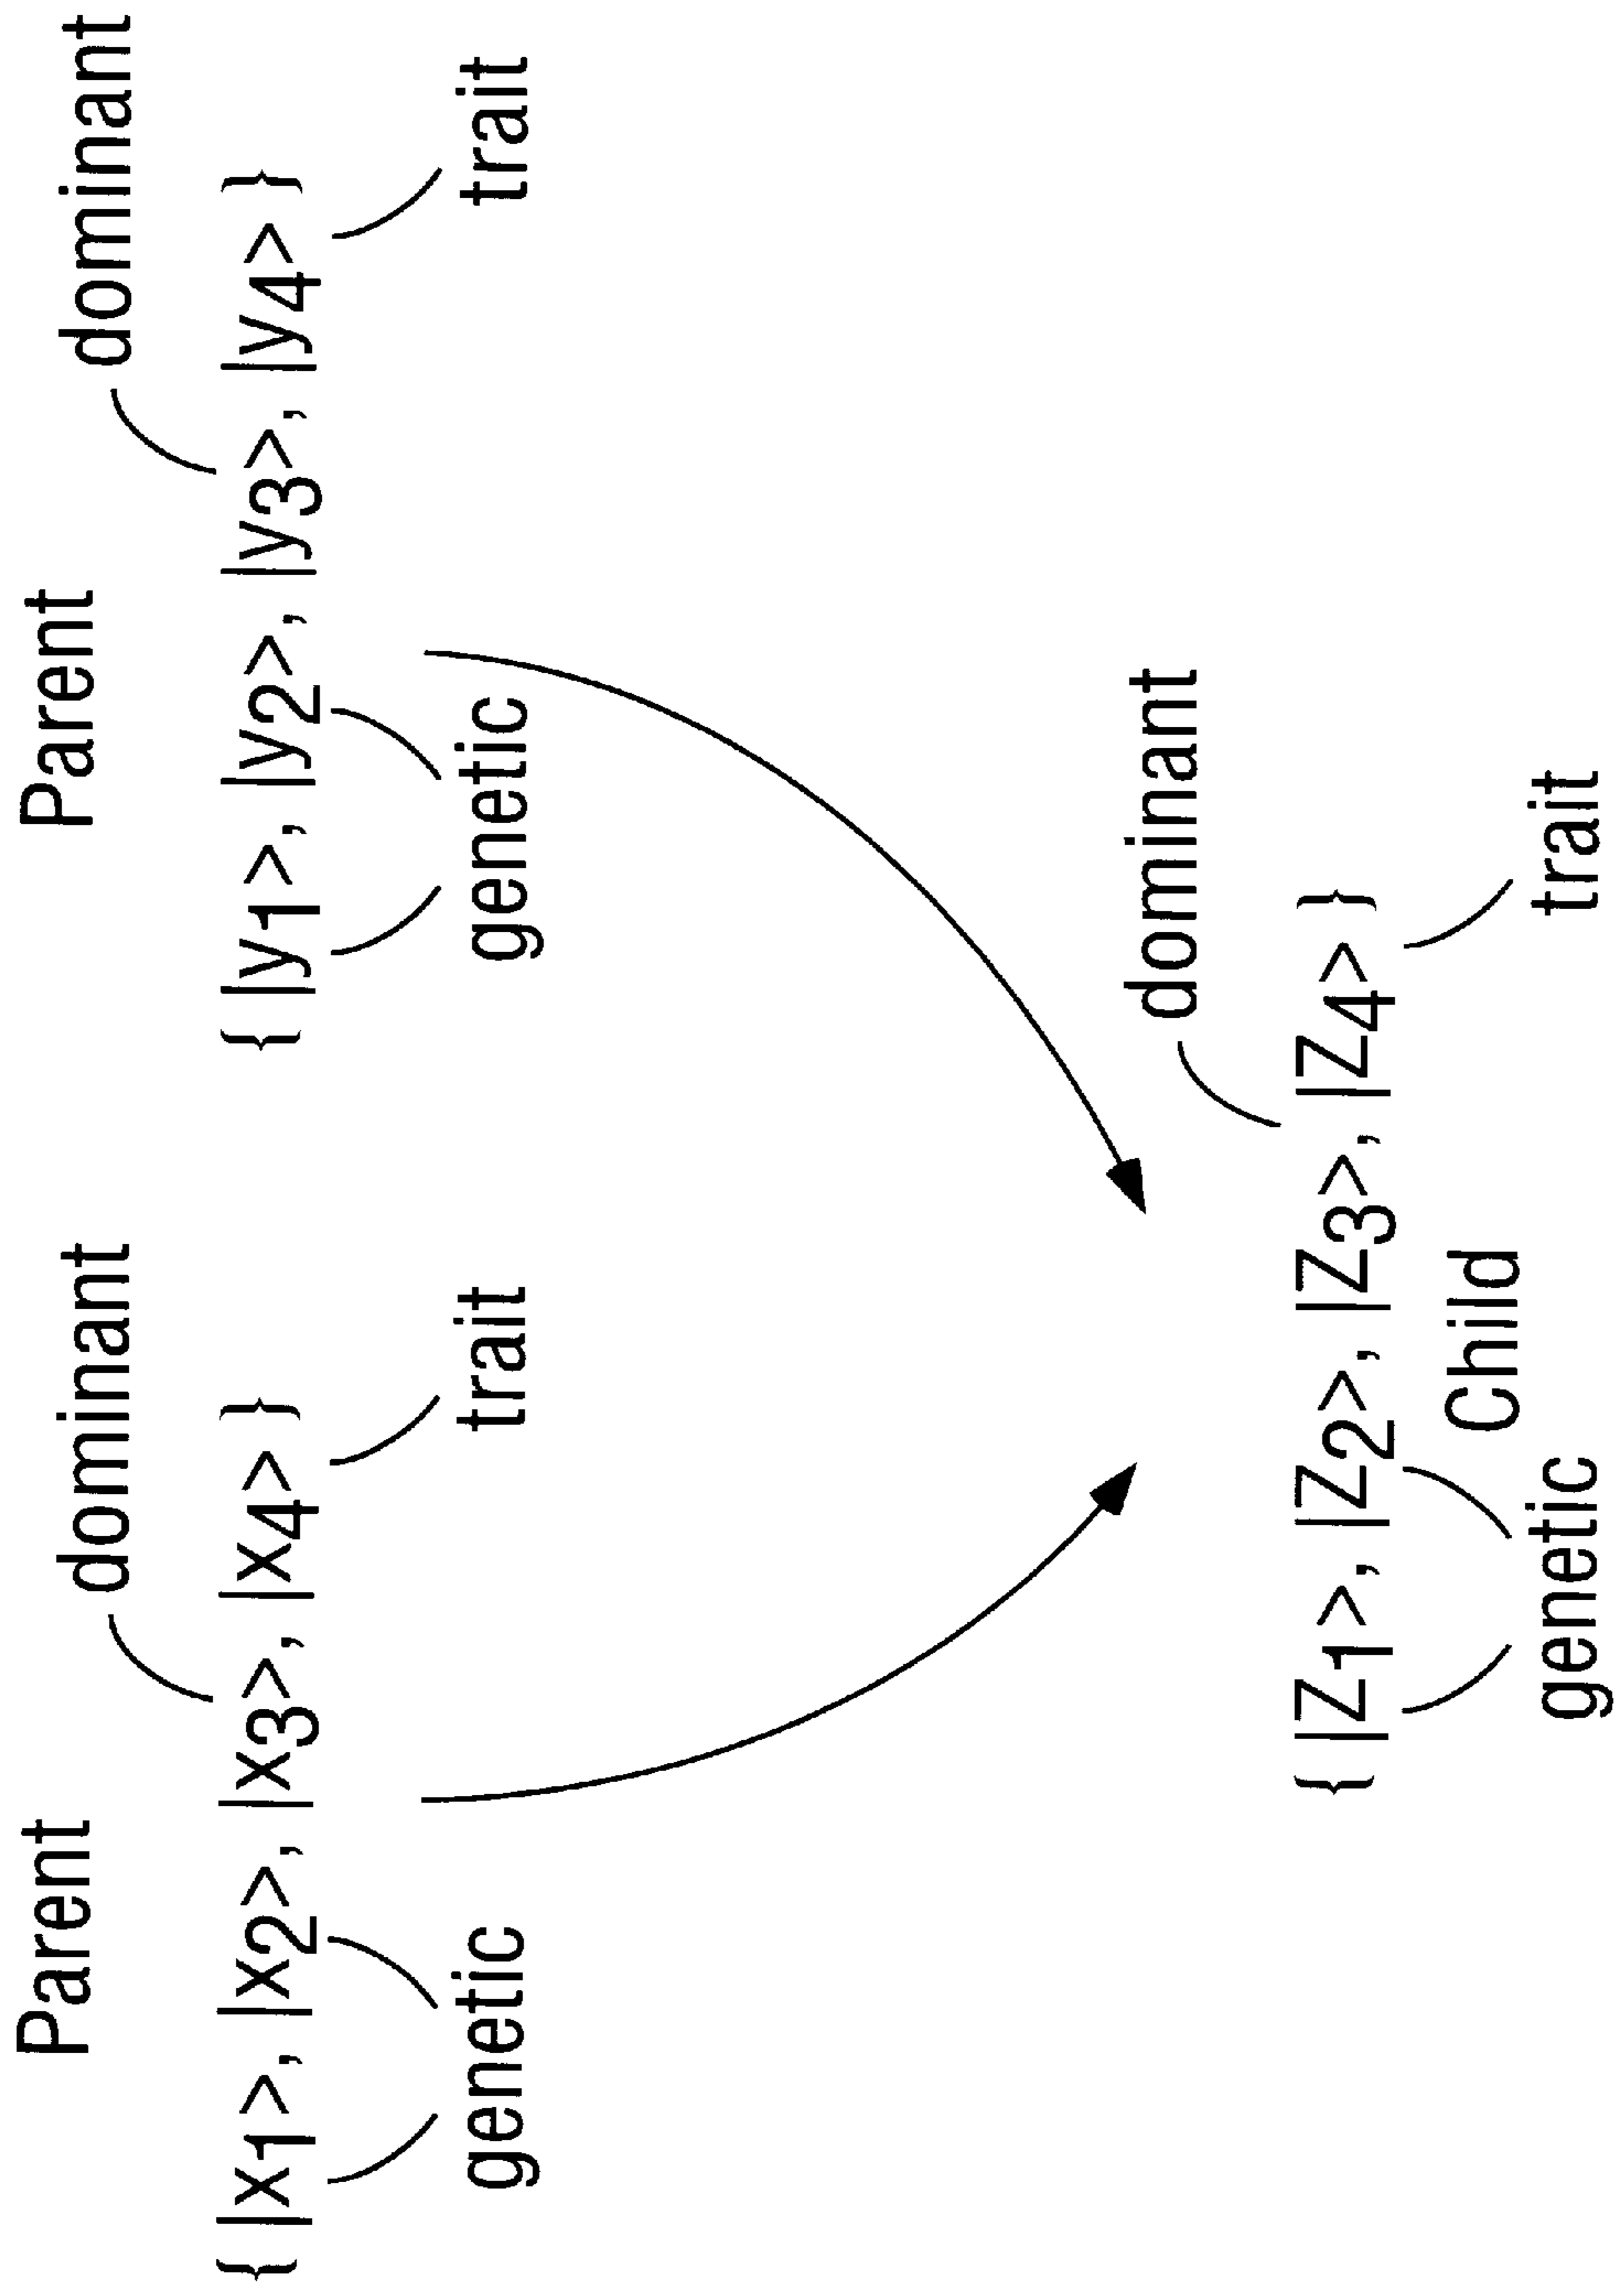 Parent
Parent
dominant
dominant
{ |x1>, |x2>, |x3>, |x4> }
{ |y1>, |y2>, |y3>, |y4> }
genetic
trait
genetic
trait
dominant
{ |Z1>, |Z2>, |Z3>, |Z4> }
Child
genetic
trait